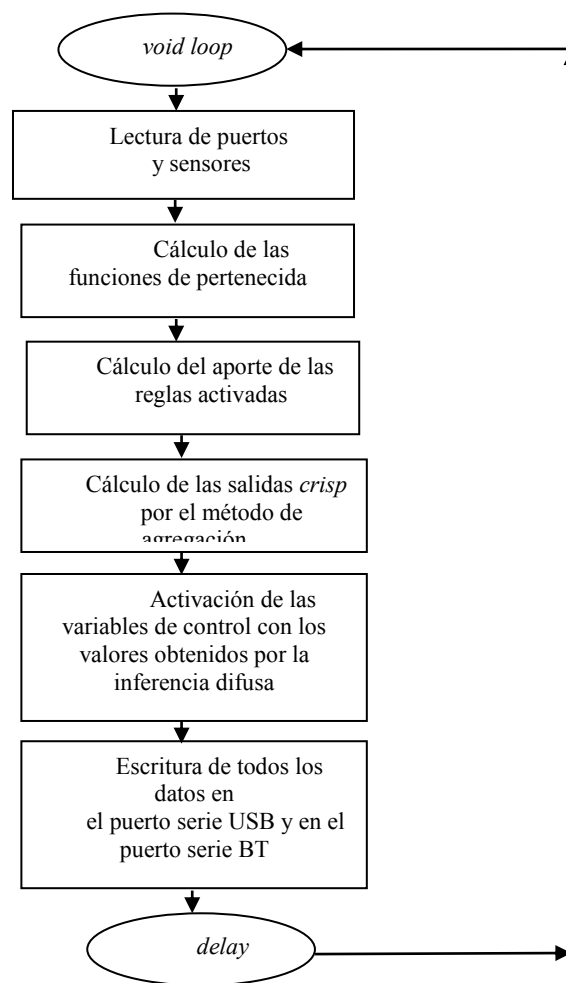 void loop
Lectura de puertos
y sensores
Cálculo de las
funciones de pertenecida
Cálculo del aporte de las
reglas activadas
Cálculo de las salidas crisp
por el método de
agregación
Activación de las
variables de control con los
valores obtenidos por la
inferencia difusa
Escritura de todos los
datos en
el puerto serie USB y en el
puerto serie BT
delay